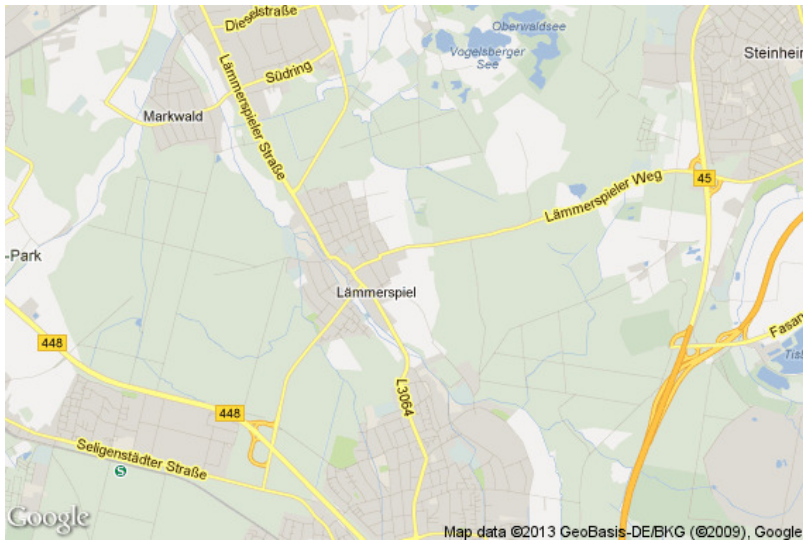 Dieselstraße
Oberwaldsee
Vogelsberger
See
Steinheim
Südring
Lämmerspieler Straße
Markwald
45
Lämmerspieler Weg
-Park
Lämmerspiel
448
Fasan
Tist
L3064
448
Seligenstädter Straße
S
Google
Map data ©2013 GeoBasis-DE/BKG (©2009), Google